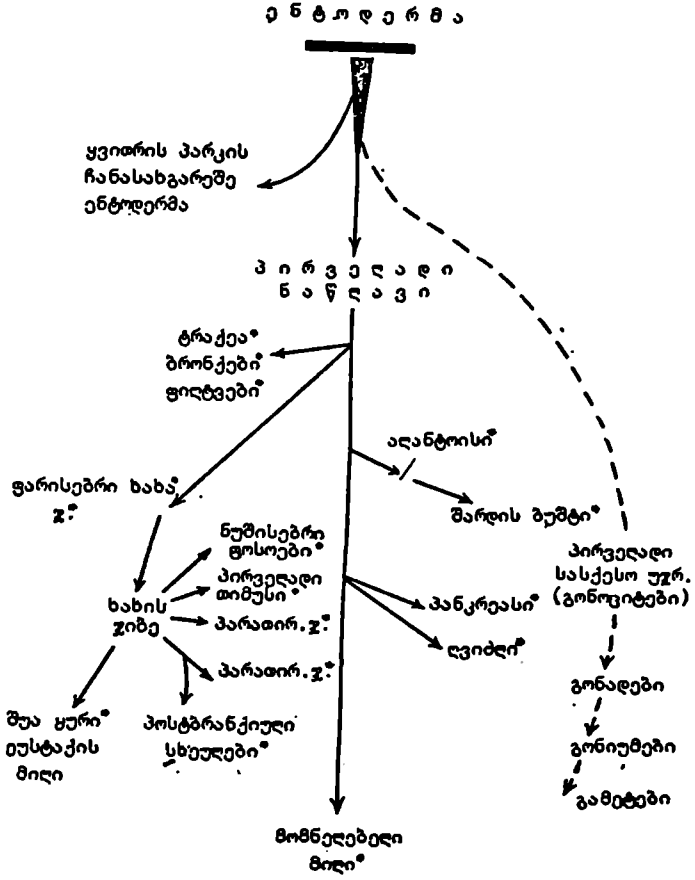 ენტოდერმა
ყვითრის პარკის
ჩანასახგარეშე
ენტოდერმა
პირველადი
ნაწლავი
ტრაქეა*
ბრონქები*
ფილტვები*
ალანტოისი*
შარდის ბუშტი*
ფარისებრი ხახა*
ჯ.*
ნუშისებრი
ფოსოები*
პირველადი
თიმუსი*
პარათირ. ჯ.*
პარათირ. ჯ.*
ხახის
ჯიბე
შუა ყური*
ევსტაქის
მილი
პოსტბრანქიული
სხეულები*
პანკრეასი*
ღვიძლი*
პირველადი
სასქესო უჯრ.
(გონოციტები)
გონადები
გონიუმები
გამეტები
მომნელებელი
მილი*